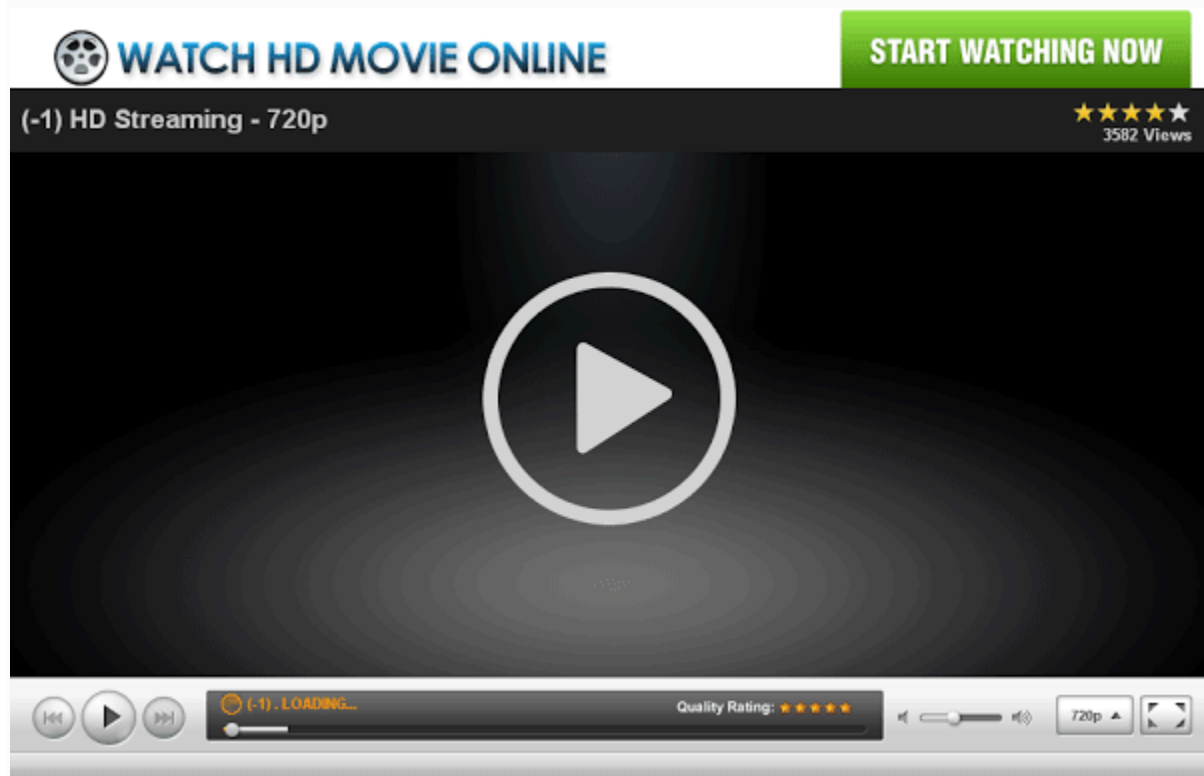 WATCH HD MOVIE ONLINE
START WATCHING NOW
(-1) HD Streaming - 720p
3582 Views
(-1) . LOADING...
Quality Rating:
720p